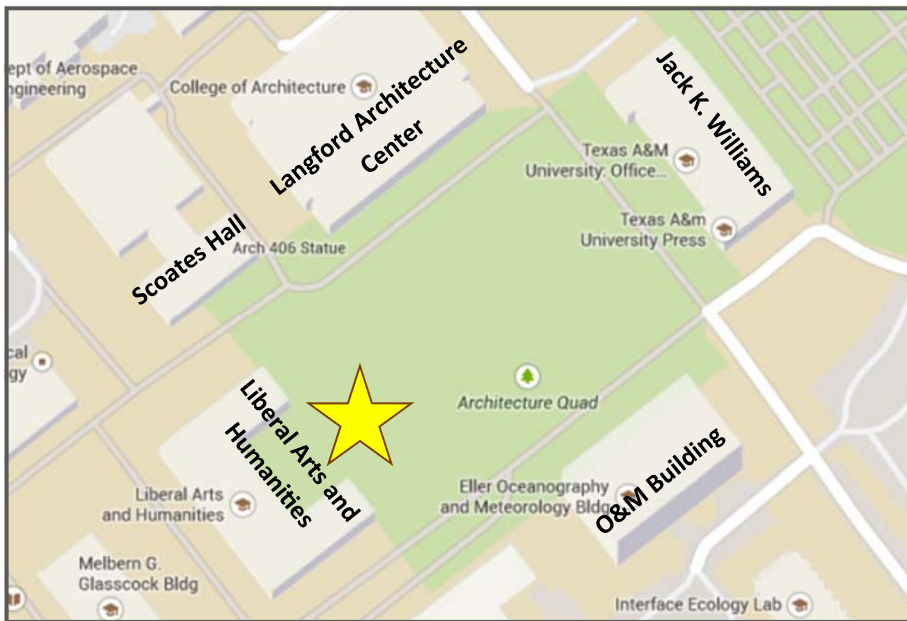 ept of Aerospace
ngineering
College of Architecture
Langford Architecture
Center
Jack K. Williams
Texas A&M
University: Office...
Texas A&m
University Press
Scoates Hall
Arch 406 Statue
cal
gy
Architecture Quad
Liberal Arts and
Humanities
Liberal Arts
and Humanities
Eller Oceanography
and Meteorology Bldg
O&M Building
Melbern G.
Glasscock Bldg
Interface Ecology Lab